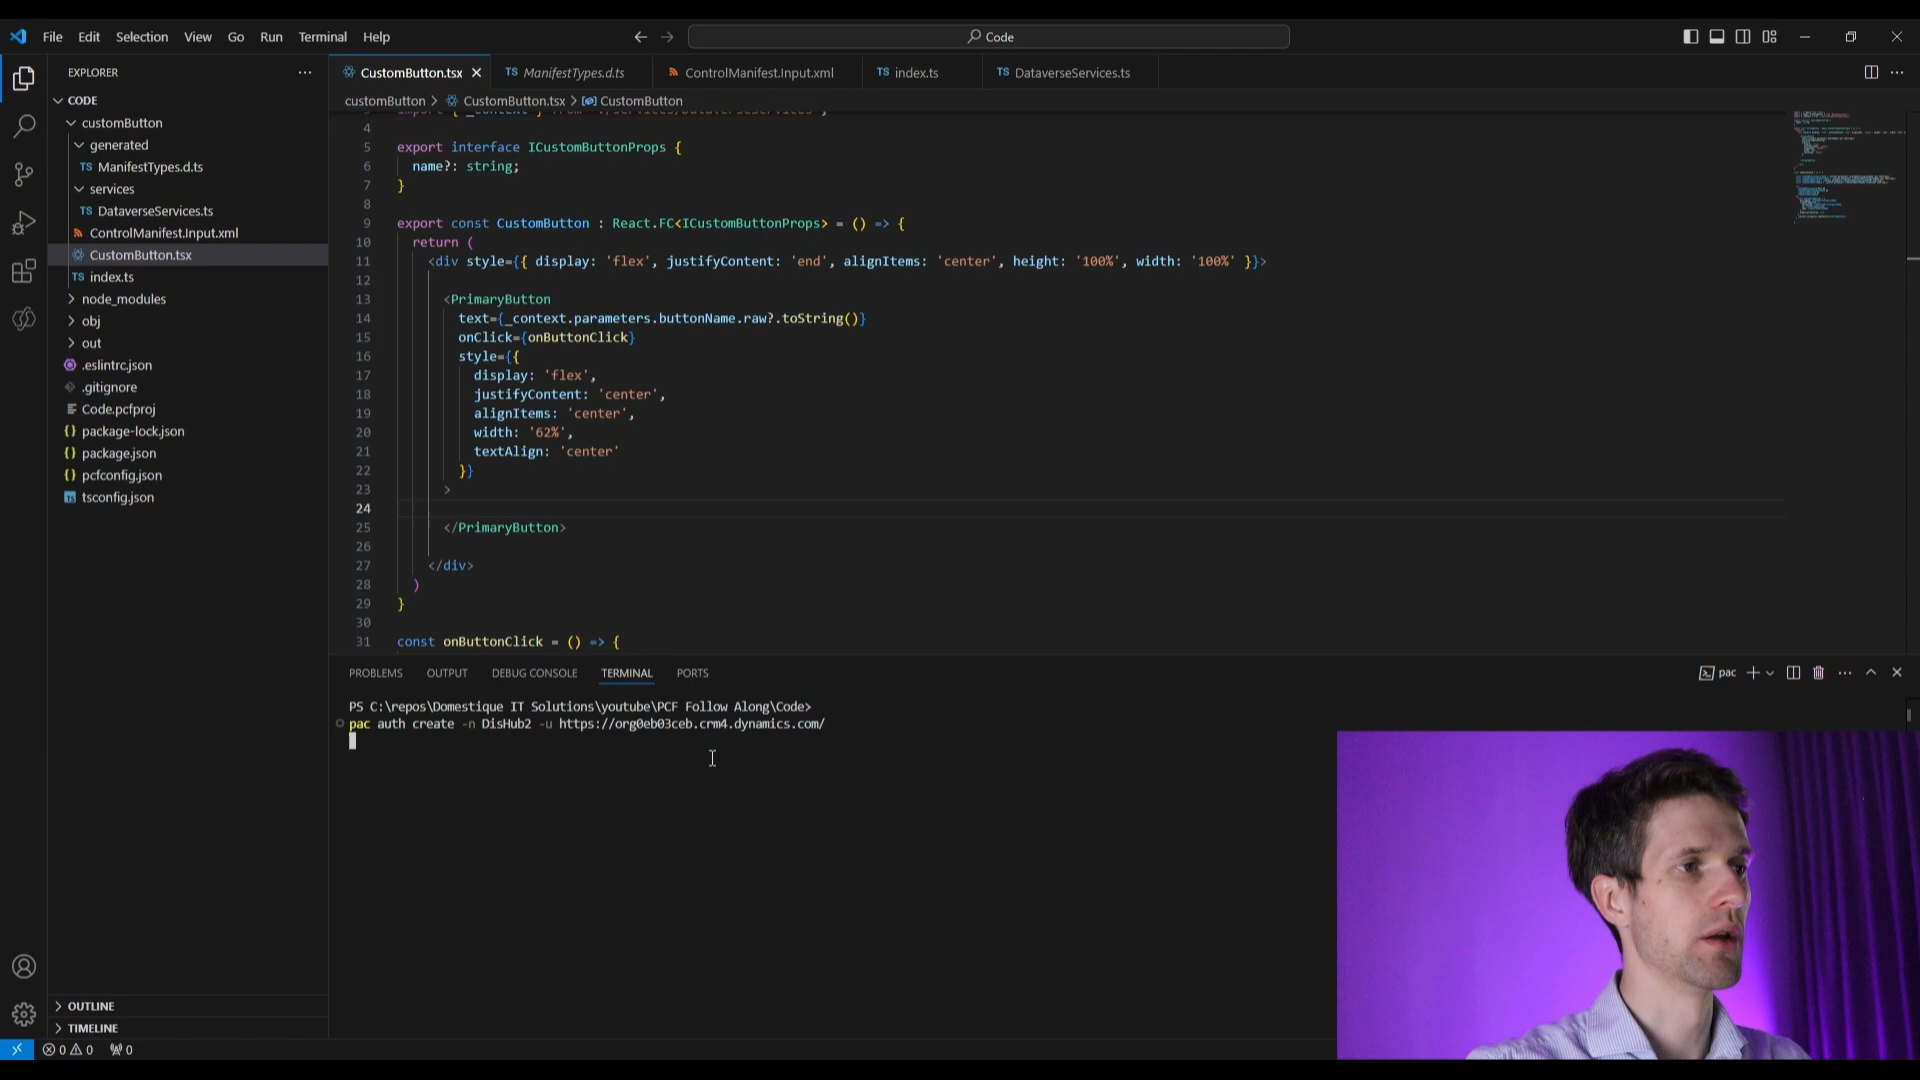 File Edit Selection View Go Run Terminal Help
Code
EXPLORER
CODE
customButton
generated
TS ManifestTypes.d.ts
services
TS DataverseServices.ts
ControlManifest.Input.xml
CustomButton.tsx
TS index.ts
node_modules
obj
out
.eslintrc.json
.gitignore
Code.pcfproj
{} package-lock.json
{} package.json
{} pcfconfig.json
TS tsconfig.json
OUTLINE
TIMELINE
CustomButton.tsx TS ManifestTypes.d.ts ControlManifest.Input.xml TS index.ts TS DataverseServices.ts
customButton > CustomButton.tsx > CustomButton
4
5 export interface ICustomButtonProps {
6 name?: string;
7 }
8
9 export const CustomButton : React.FC<ICustomButtonProps> = () => {
10 return (
11 <div style={{ display: 'flex', justifyContent: 'end', alignItems: 'center', height: '100%', width: '100%' }}>
12
13 <PrimaryButton
14 text={_context.parameters.buttonName.raw?.toString()}
15 onClick={onButtonClick}
16 style={{
17 display: 'flex',
18 justifyContent: 'center',
19 alignItems: 'center',
20 width: '62%',
21 textAlign: 'center'
22 }}
23 >
24
25 </PrimaryButton>
26
27 </div>
28 )
29 }
30
31 const onButtonClick = () => {
PROBLEMS OUTPUT DEBUG CONSOLE TERMINAL PORTS
pac
PS C:\repos\Domestique IT Solutions\youtube\PCF Follow Along\Code>
pac auth create -n DisHub2 -u https://org0eb03ceb.crm4.dynamics.com/
0 0 0